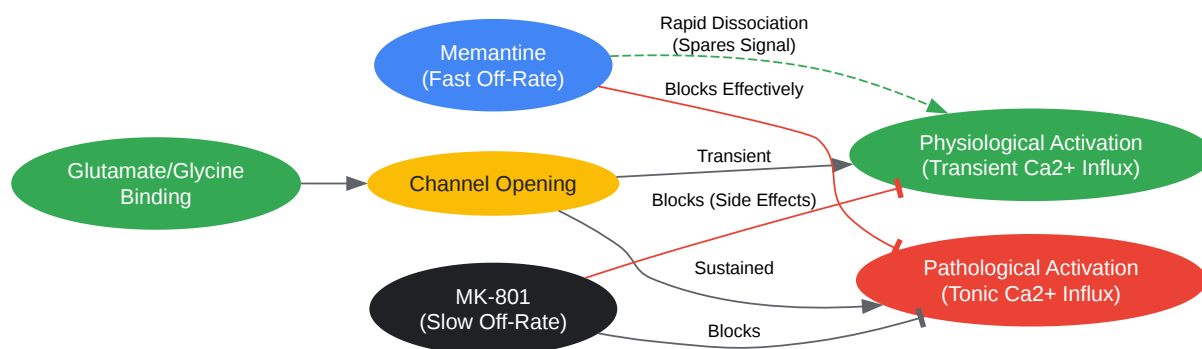 Rapid Dissociation
(Spares Signal)
Memantine
(Fast Off-Rate)
Blocks Effectively
Physiological Activation
(Transient Ca2+ Influx)
Glutamate/Glycine
Binding
Channel Opening
Transient
Blocks (Side Effects)
Sustained
Pathological Activation
(Tonic Ca2+ Influx)
MK-801
(Slow Off-Rate)
Blocks